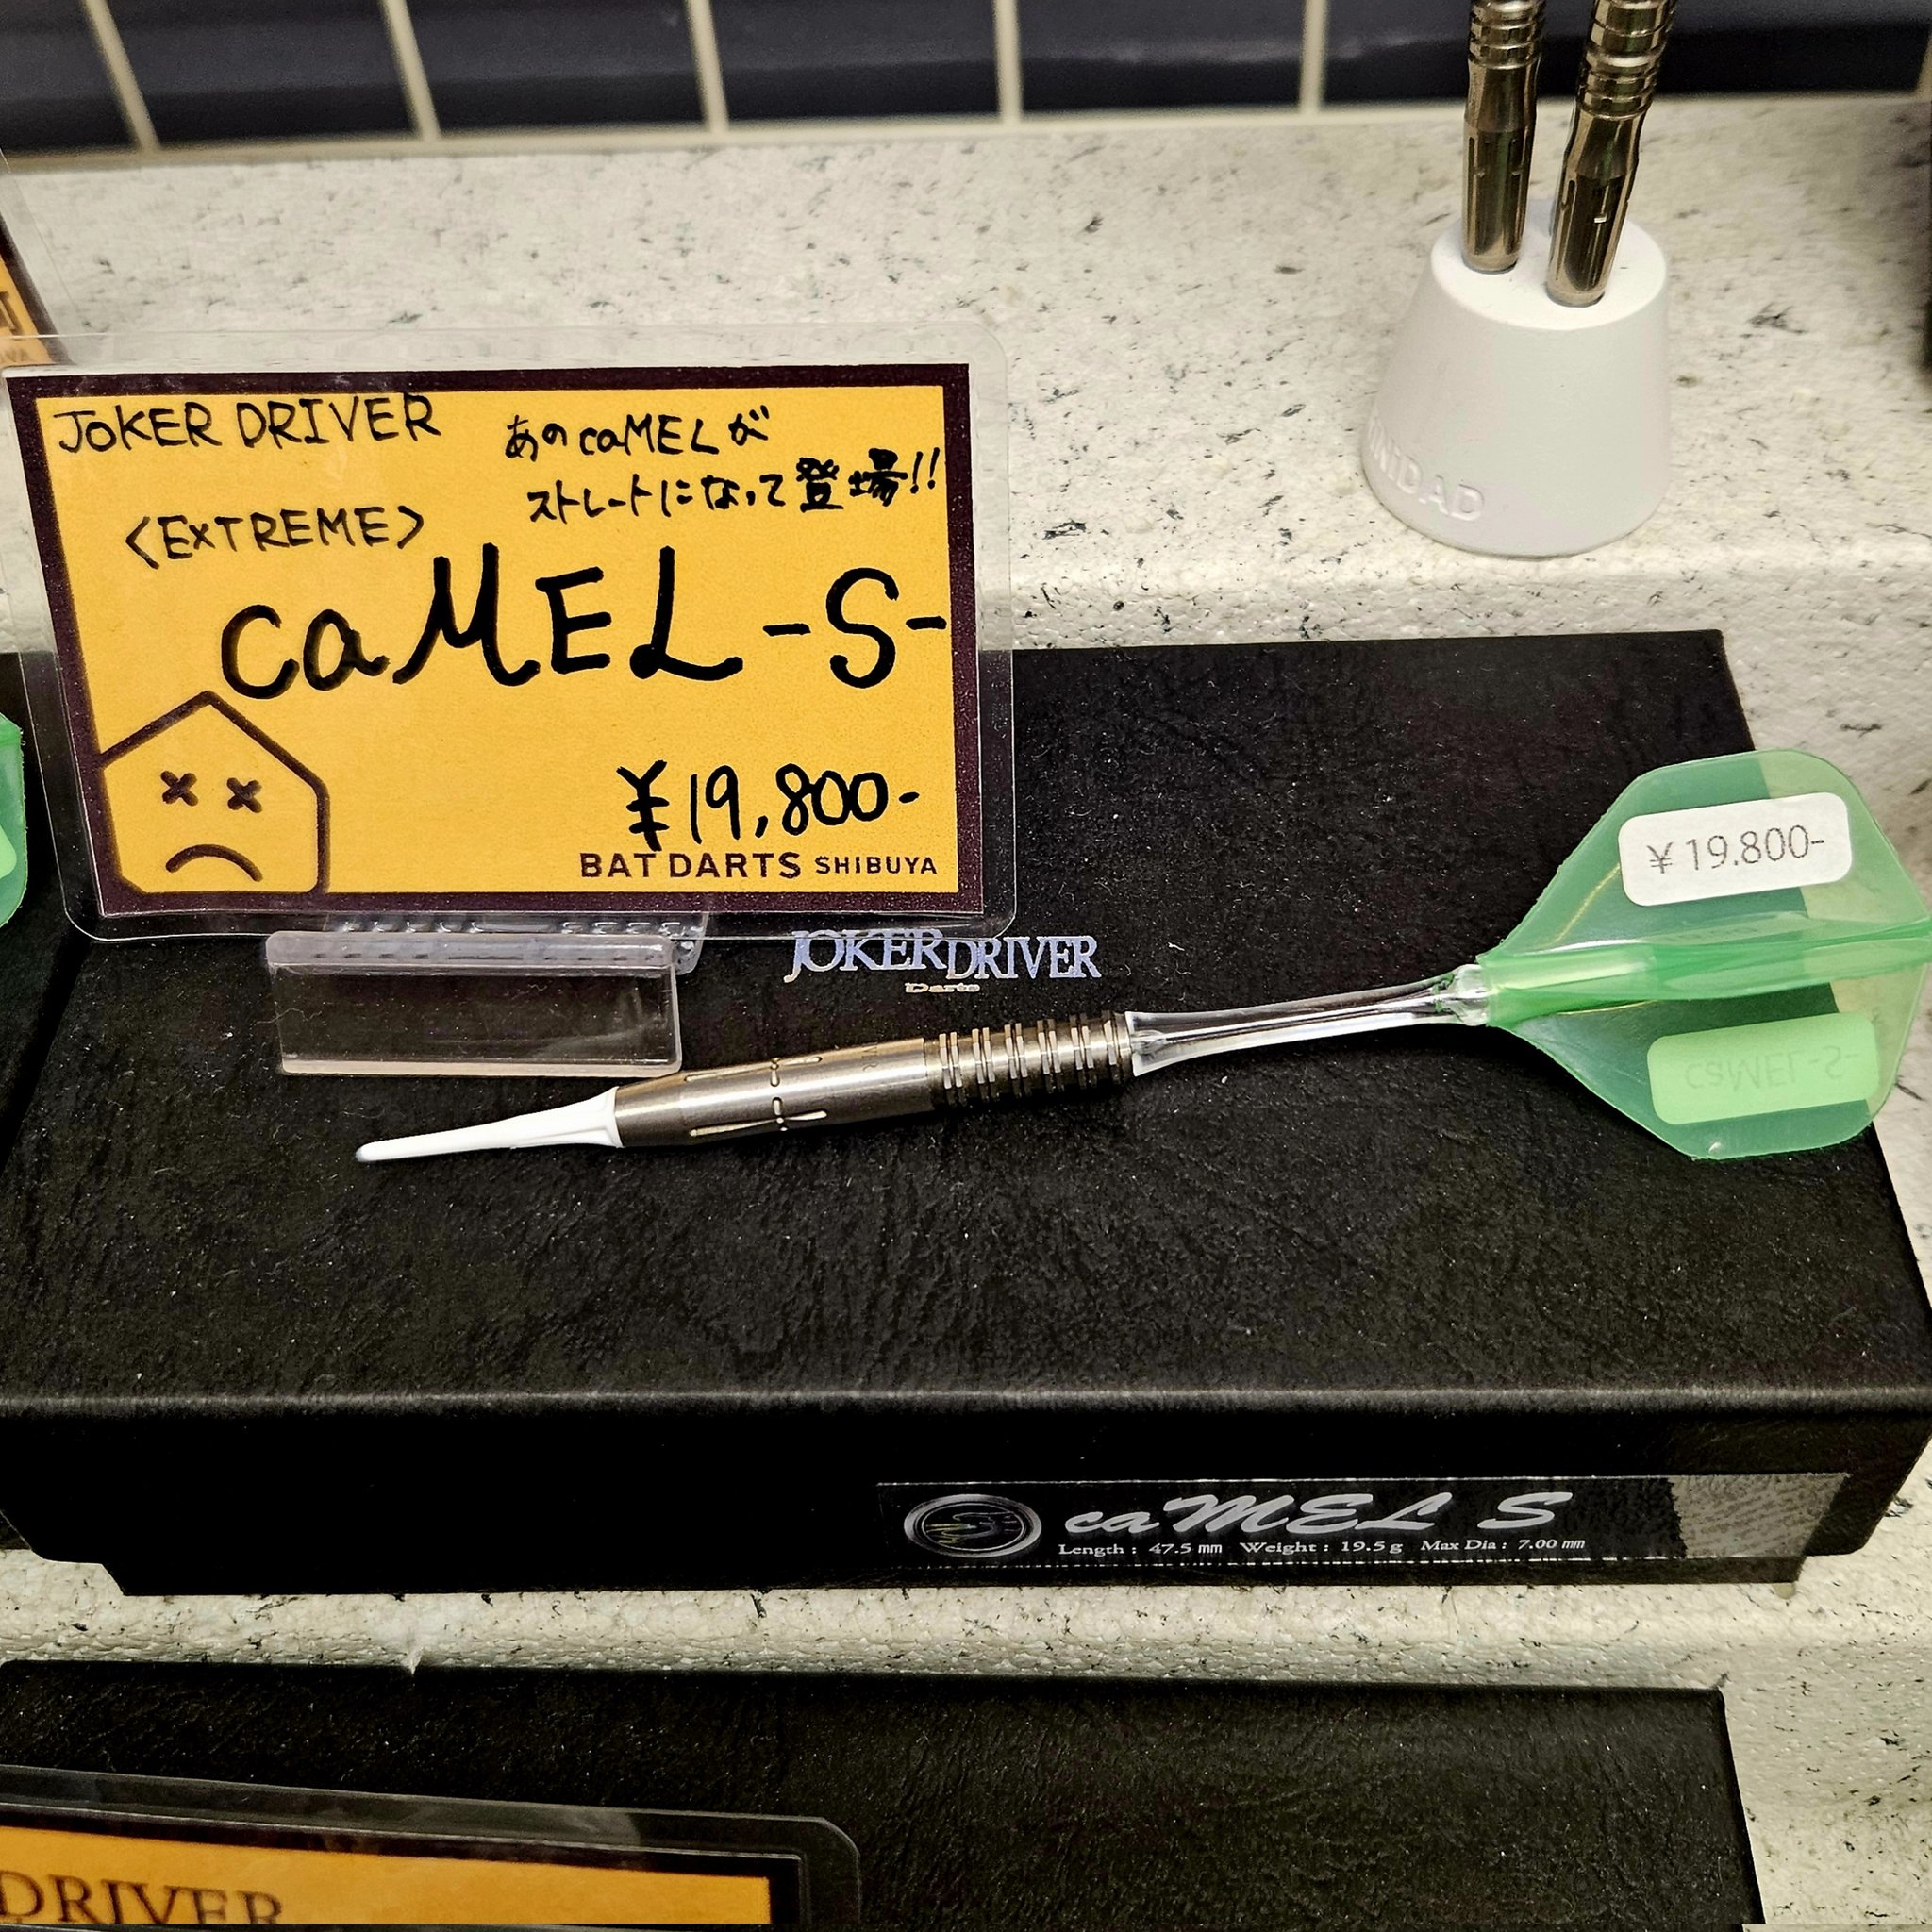 JOKER DRIVER
あのcaMELが
ストレートになって登場!!
<EXTREME>
caMEL -S-
¥19,800-
BAT DARTS SHIBUYA
NIDAD
¥ 19.800-
JOKERDRIVER
Darts
caMEL -S-
caMEL S
Length : 47.5 mm Weight : 19.5 g Max Dia : 7.00 mm
DRIVER